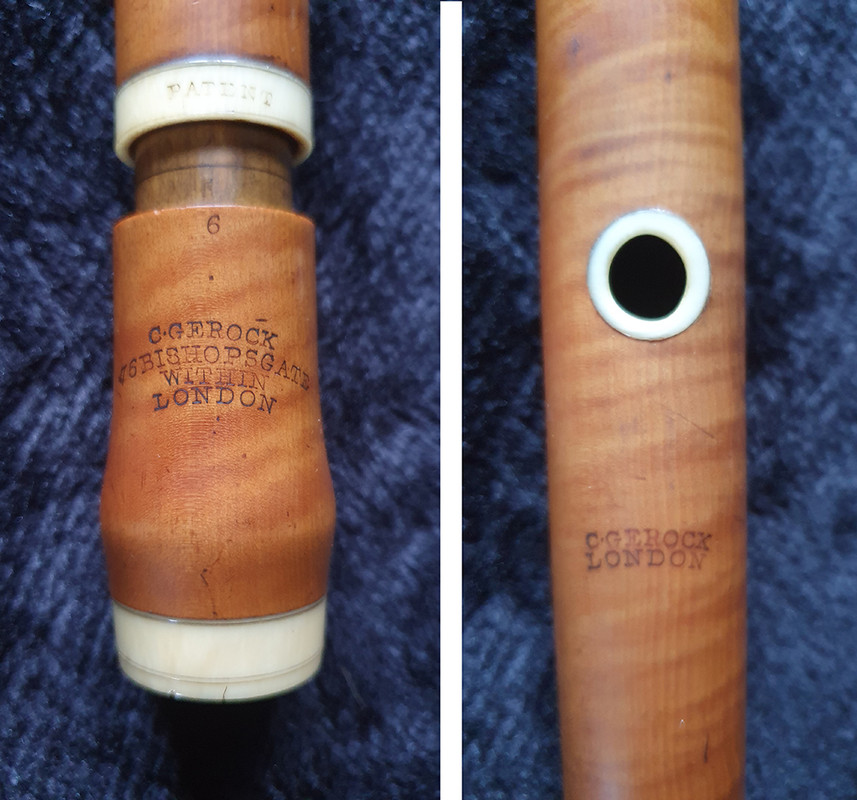 PATENT
6
C·GEROCK
76 BISHOPSGATE
WITHIN
LONDON
C·GEROCK
LONDON